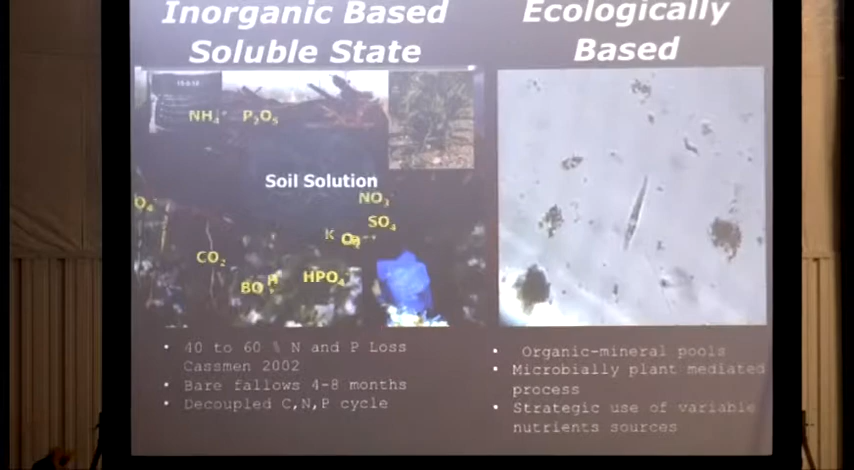 Inorganic Based
Soluble State
NH₄⁺ P₂O₅
Soil Solution
NO₃⁻
O₄
SO₄
K
CO₂
BO
H⁺
HPO₄
40 to 60 % N and P Loss
Cassmen 2002
Bare fallows 4-8 months
Decoupled C,N,P cycle
Ecologically
Based
Organic-mineral pools
Microbially plant mediated
process
Strategic use of variable
nutrients sources